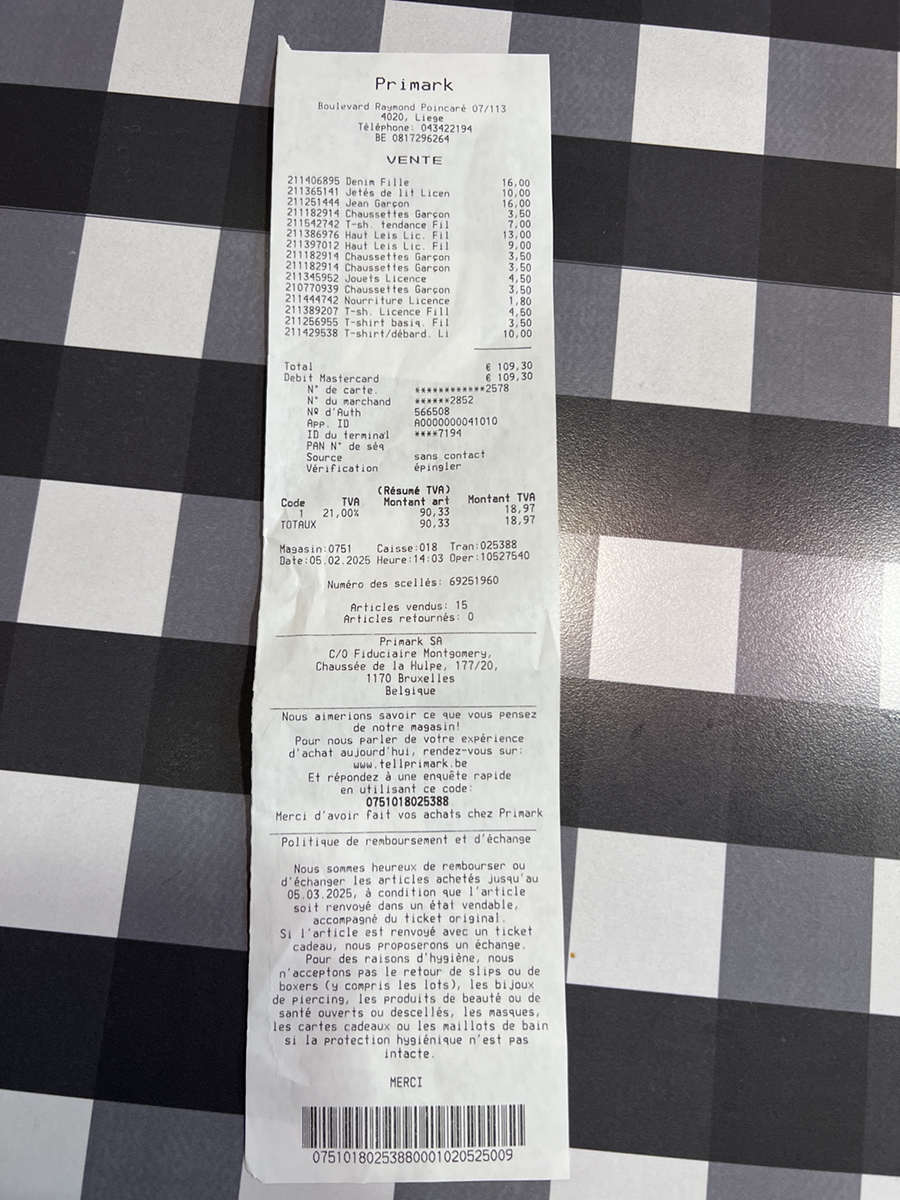 Primark
Boulevard Raymond Poincaré 07/113
4020, Liege
Téléphone: 043422194
BE 0817296264
VENTE
211406895 Denim Fille 16,00
211365141 Jetés de lit Licen 10,00
211251444 Jean Garçon 16,00
211182914 Chaussettes Garçon 3,50
211542742 T-sh. tendance Fil 7,00
211386976 Haut Leis Lic. Fil 13,00
211397012 Haut Leis Lic. Fil 9,00
211182914 Chaussettes Garçon 3,50
211182914 Chaussettes Garçon 3,50
211345952 Jouets Licence 4,50
210770939 Chaussettes Garçon 3,50
211444742 Nourriture Licence 1,80
211389207 T-sh. Licence Fill 4,50
211256955 T-shirt basiq. Fil 3,50
211429538 T-shirt/débard. Li 10,00
Total € 109,30
Debit Mastercard € 109,30
N° de carte. ************2578
N° du marchand ******2852
Nº d'Auth 566508
App. ID A0000000041010
ID du terminal ****7194
PAN N° de séq
Source sans contact
Vérification épingler
(Résumé TVA)
Code TVA Montant art Montant TVA
1 21,00% 90,33 18,97
TOTAUX 90,33 18,97
Magasin:0751 Caisse:018 Tran:025388
Date:05.02.2025 Heure:14:03 Oper:10527540
Numéro des scellés: 69251960
Articles vendus: 15
Articles retournés: 0
Primark SA
C/O Fiduciaire Montgomery,
Chaussée de la Hulpe, 177/20,
1170 Bruxelles
Belgique
Nous aimerions savoir ce que vous pensez
de notre magasin!
Pour nous parler de votre expérience
d'achat aujourd'hui, rendez-vous sur:
www.tellprimark.be
Et répondez à une enquête rapide
en utilisant ce code:
0751018025388
Merci d'avoir fait vos achats chez Primark
Politique de remboursement et d'échange
Nous sommes heureux de rembourser ou
d'échanger les articles achetés jusqu'au
05.03.2025, à condition que l'article
soit renvoyé dans un état vendable,
accompagné du ticket original.
Si l'article est renvoyé avec un ticket
cadeau, nous proposerons un échange.
Pour des raisons d'hygiène, nous
n'acceptons pas le retour de slips ou de
boxers (y compris les lots), les bijoux
de piercing, les produits de beauté ou de
santé ouverts ou descellés, les masques,
les cartes cadeaux ou les maillots de bain
si la protection hygiénique n'est pas
intacte.
MERCI
07510180253880001020525009